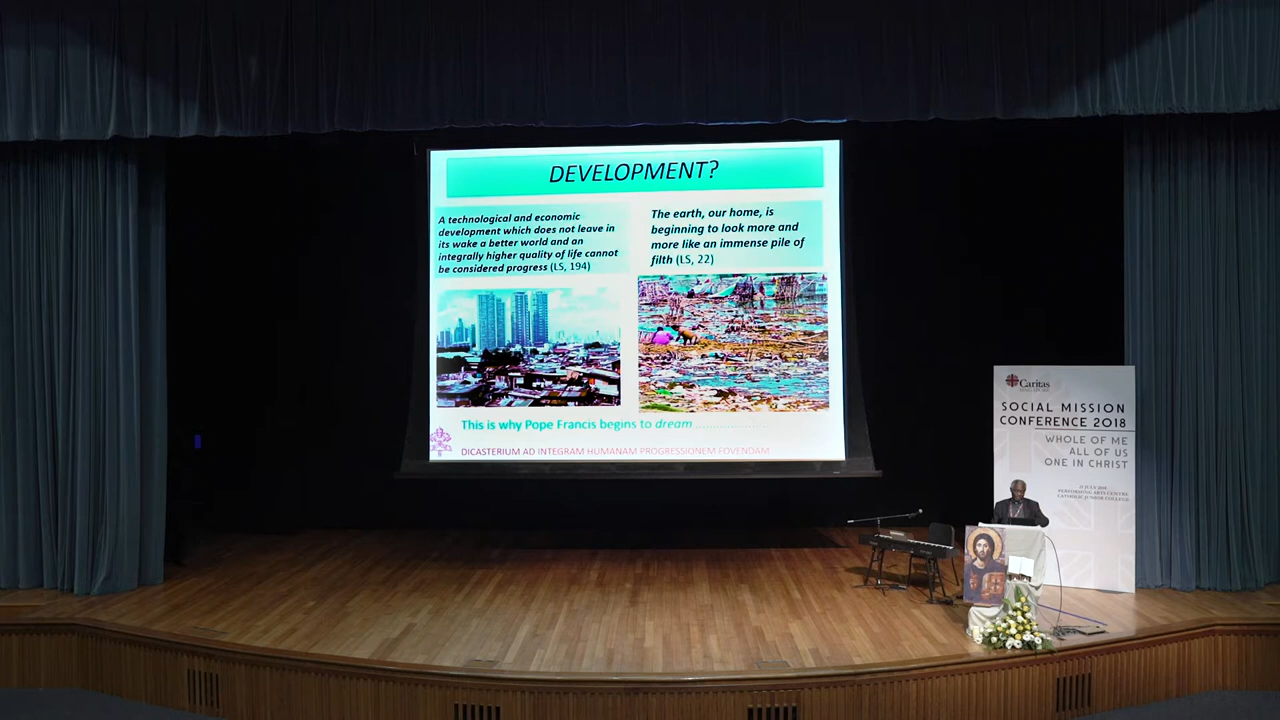 DEVELOPMENT?
A technological and economic
development which does not leave in
its wake a better world and an
integrally higher quality of life cannot
be considered progress (LS, 194)
The earth, our home, is
beginning to look more and
more like an immense pile of
filth (LS, 22)
This is why Pope Francis begins to dream ....................
DICASTERIUM AD INTEGRAM HUMANAM PROGRESSIONEM FOVENDAM
Caritas
SINGAPORE
SOCIAL MISSION
CONFERENCE 2018
WHOLE OF ME
ALL OF US
ONE IN CHRIST
JULY 2018
PERFORMING ARTS CENTRE
CATHOLIC JUNIOR COLLEGE